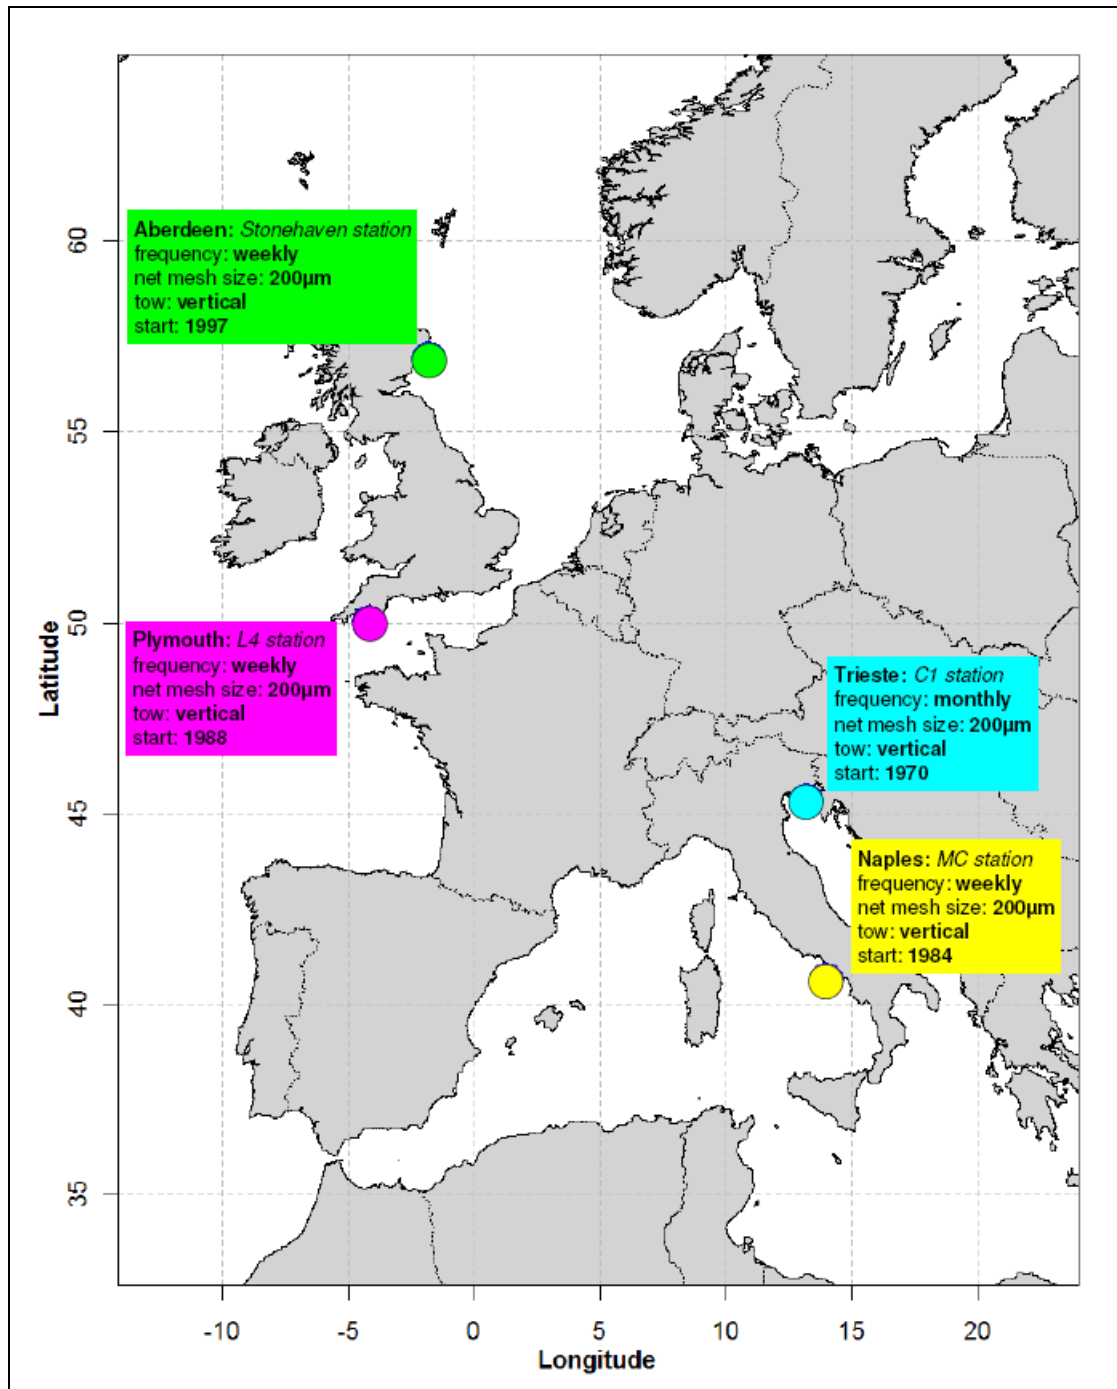 Aberdeen: Stonehaven station
frequency: weekly
net mesh size: 200µm
tow: vertical
start: 1997
Plymouth: L4 station
frequency: weekly
net mesh size: 200µm
tow: vertical
start: 1988
Trieste: C1 station
frequency: monthly
net mesh size: 200µm
tow: vertical
start: 1970
Naples: MC station
frequency: weekly
net mesh size: 200µm
tow: vertical
start: 1984
Latitude
60
55
50
45
40
35
-10 -5 0 5 10 15 20
Longitude